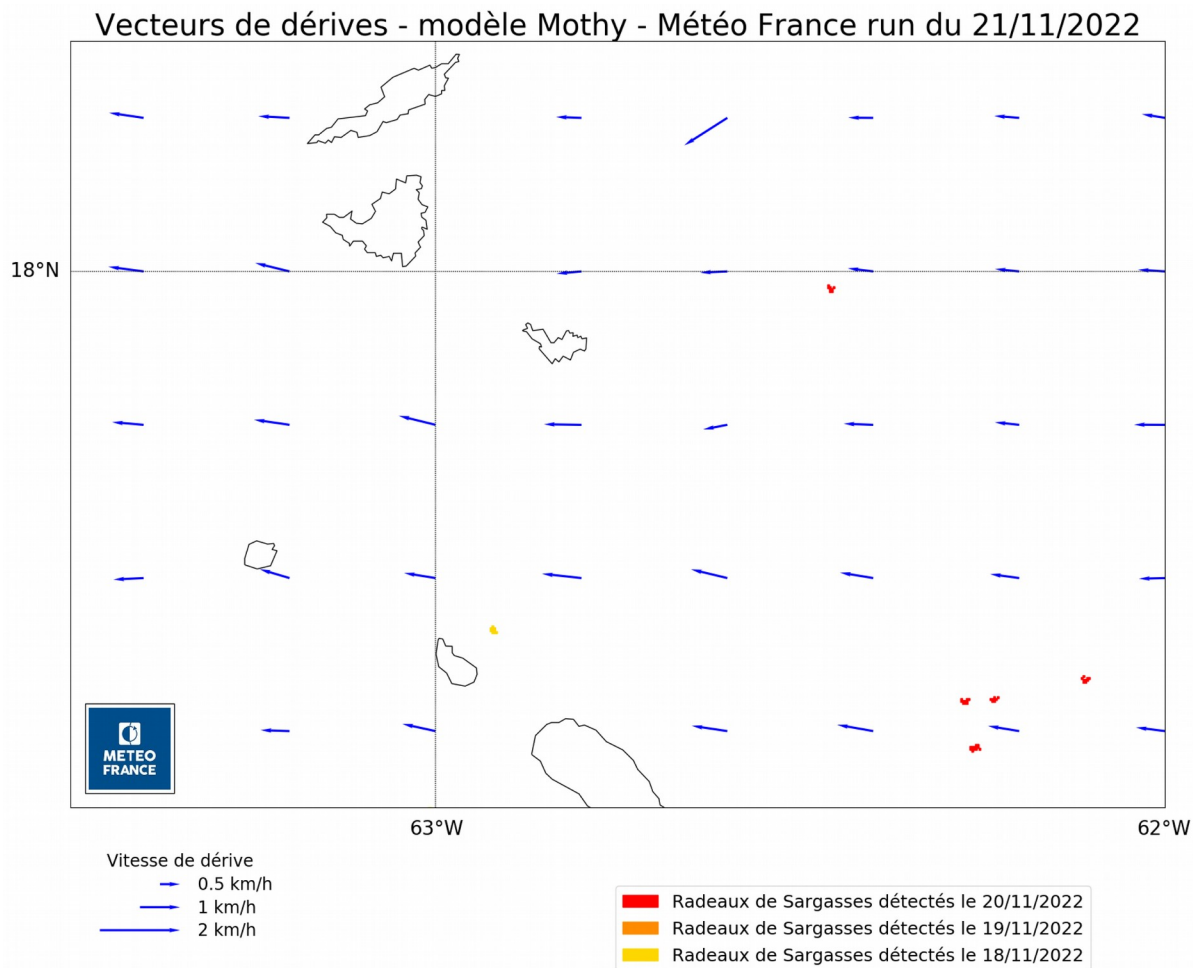 Vecteurs de dérives - modèle Mothy - Météo France run du 21/11/2022
18°N
METEO
FRANCE
63°W
62°W
Vitesse de dérive
0.5 km/h
1 km/h
2 km/h
Radeaux de Sargasses détectés le 20/11/2022
Radeaux de Sargasses détectés le 19/11/2022
Radeaux de Sargasses détectés le 18/11/2022